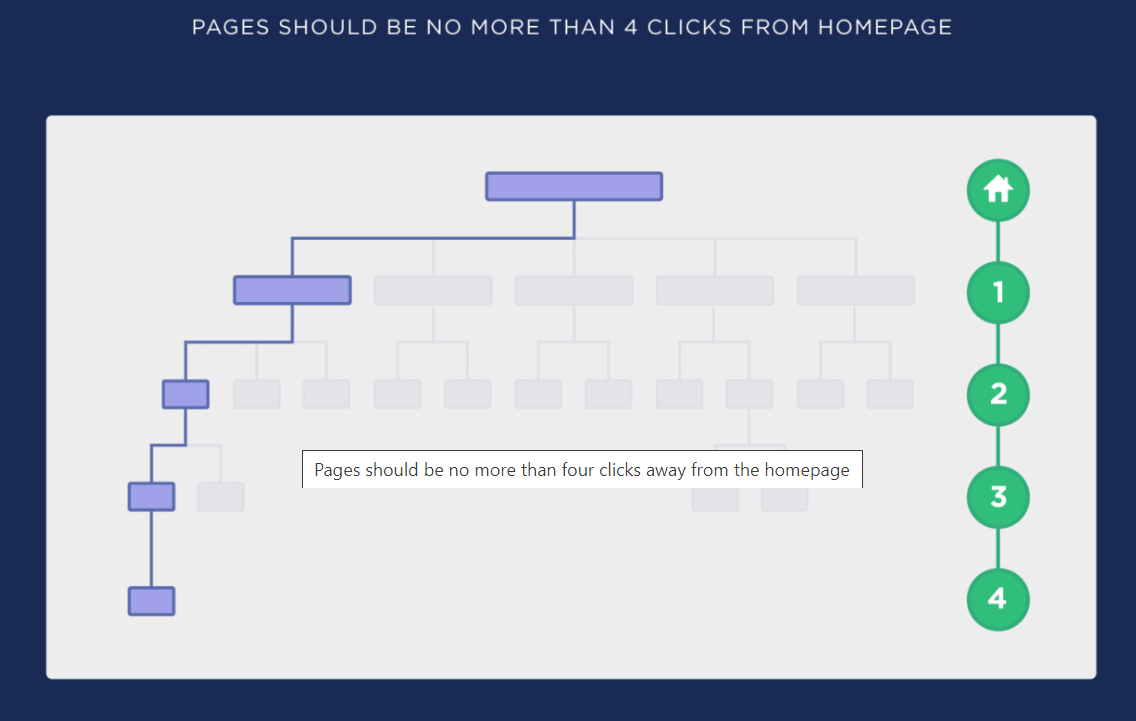 PAGES SHOULD BE NO MORE THAN 4 CLICKS FROM HOMEPAGE
1
2
Pages should be no more than four clicks away from the homepage
3
4